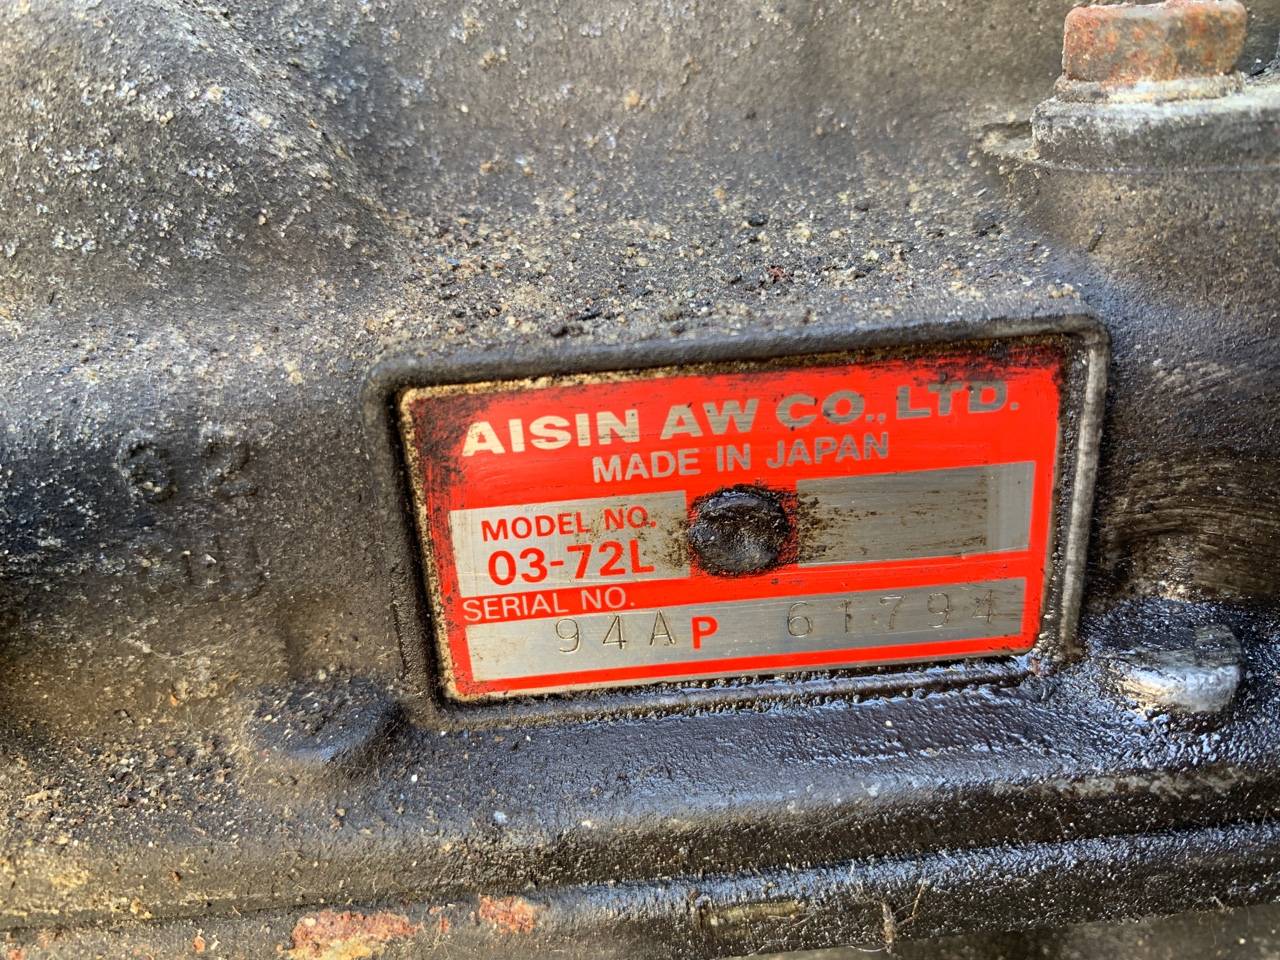 AISIN AW CO., LTD.
MADE IN JAPAN
MODEL NO.
03-72L
SERIAL NO.
94AP 61794